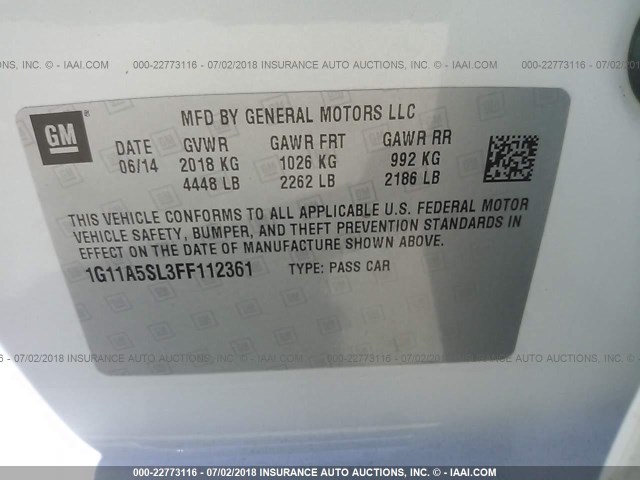 000-22773116 - 07/02/2018 INSURANCE AUTO AUCTIONS, INC. - IAAI.COM
GM ®
MFD BY GENERAL MOTORS LLC
DATE GVWR GAWR FRT GAWR RR
06/14 2018 KG 1026 KG 992 KG
4448 LB 2262 LB 2186 LB
THIS VEHICLE CONFORMS TO ALL APPLICABLE U.S. FEDERAL MOTOR
VEHICLE SAFETY, BUMPER, AND THEFT PREVENTION STANDARDS IN
EFFECT ON THE DATE OF MANUFACTURE SHOWN ABOVE.
1G11A5SL3FF112361 TYPE: PASS CAR
000-22773116 - 07/02/2018 INSURANCE AUTO AUCTIONS, INC. - IAAI.COM
000-22773116 - 07/02/2018 INSURANCE AUTO AUCTIONS, INC. - IAAI.COM